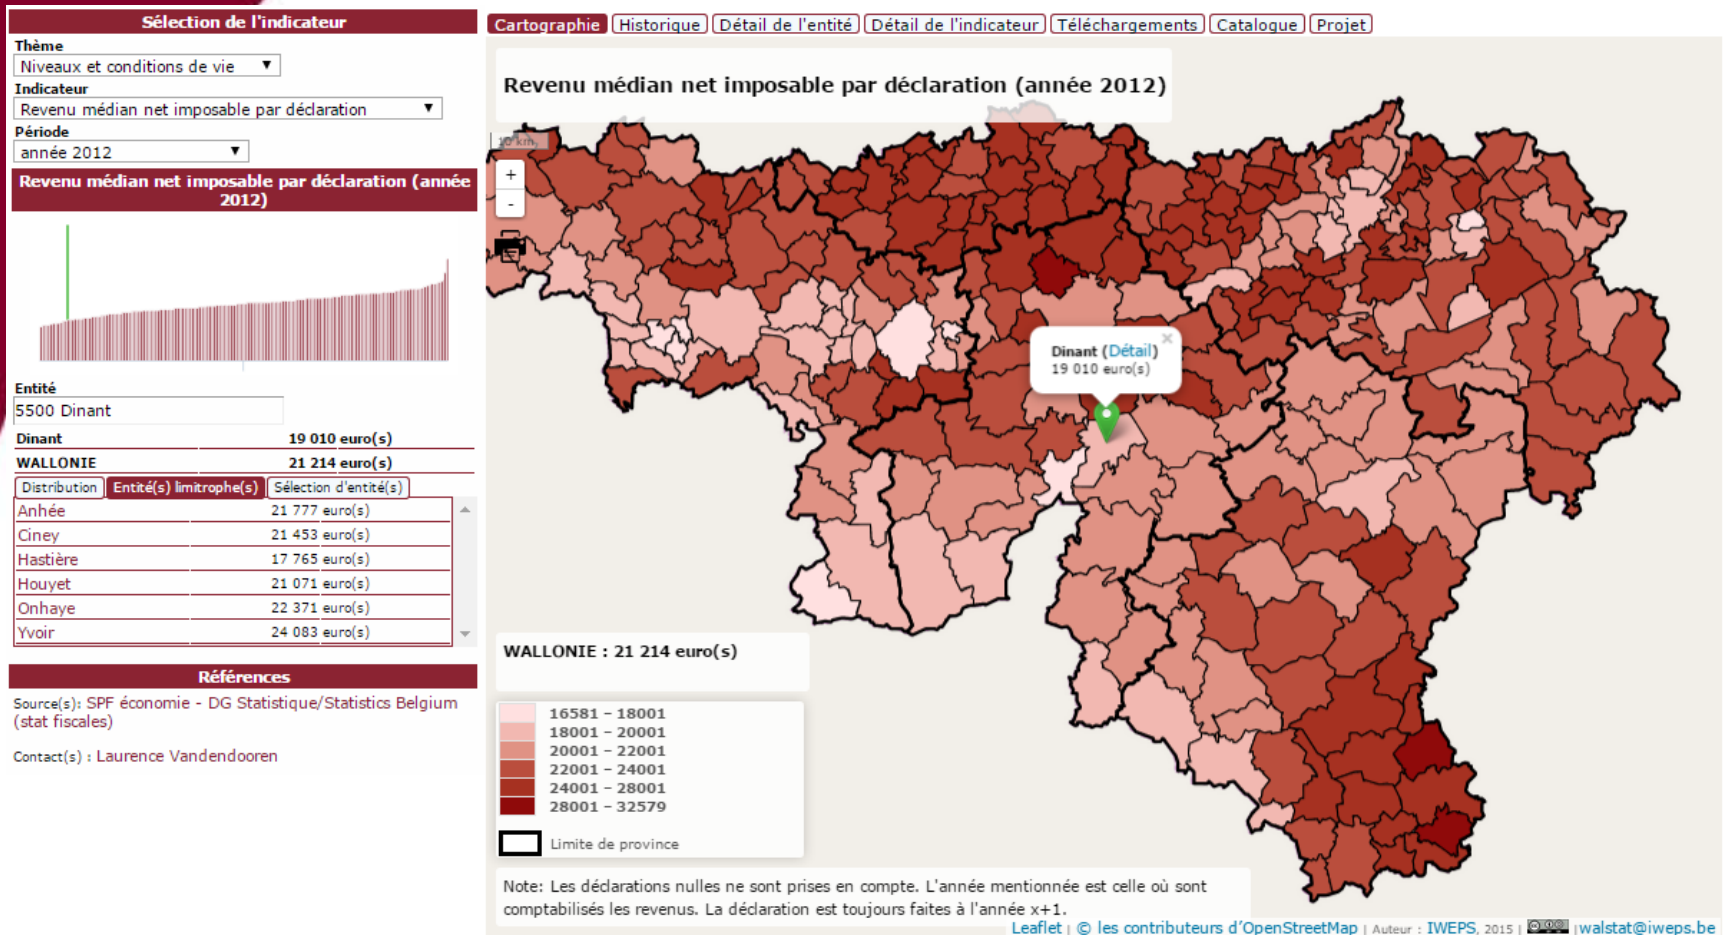 Sélection de l'indicateur
Thème
Niveaux et conditions de vie ▼
Indicateur
Revenu médian net imposable par déclaration ▼
Période
année 2012 ▼
Revenu médian net imposable par déclaration (année
2012)
Entité
5500 Dinant
Dinant 19 010 euro(s)
WALLONIE 21 214 euro(s)
Distribution Entité(s) limitrophe(s) Sélection d'entité(s)
Anhée 21 777 euro(s)
Ciney 21 453 euro(s)
Hastière 17 765 euro(s)
Houyet 21 071 euro(s)
Onhaye 22 371 euro(s)
Yvoir 24 083 euro(s)
Références
Source(s): SPF économie - DG Statistique/Statistics Belgium
(stat fiscales)
Contact(s) : Laurence Vandendooren
Cartographie Historique Détail de l'entité Détail de l'indicateur Téléchargements Catalogue Projet
Revenu médian net imposable par déclaration (année 2012)
10 km
+
-
Dinant (Détail) ×
19 010 euro(s)
WALLONIE : 21 214 euro(s)
16581 – 18001
18001 – 20001
20001 – 22001
22001 – 24001
24001 – 28001
28001 – 32579
Limite de province
Note: Les déclarations nulles ne sont prises en compte. L'année mentionnée est celle où sont
comptabilisés les revenus. La déclaration est toujours faites à l'année x+1.
Leaflet | © les contributeurs d'OpenStreetMap | Auteur : IWEPS, 2015 | | walstat@iweps.be